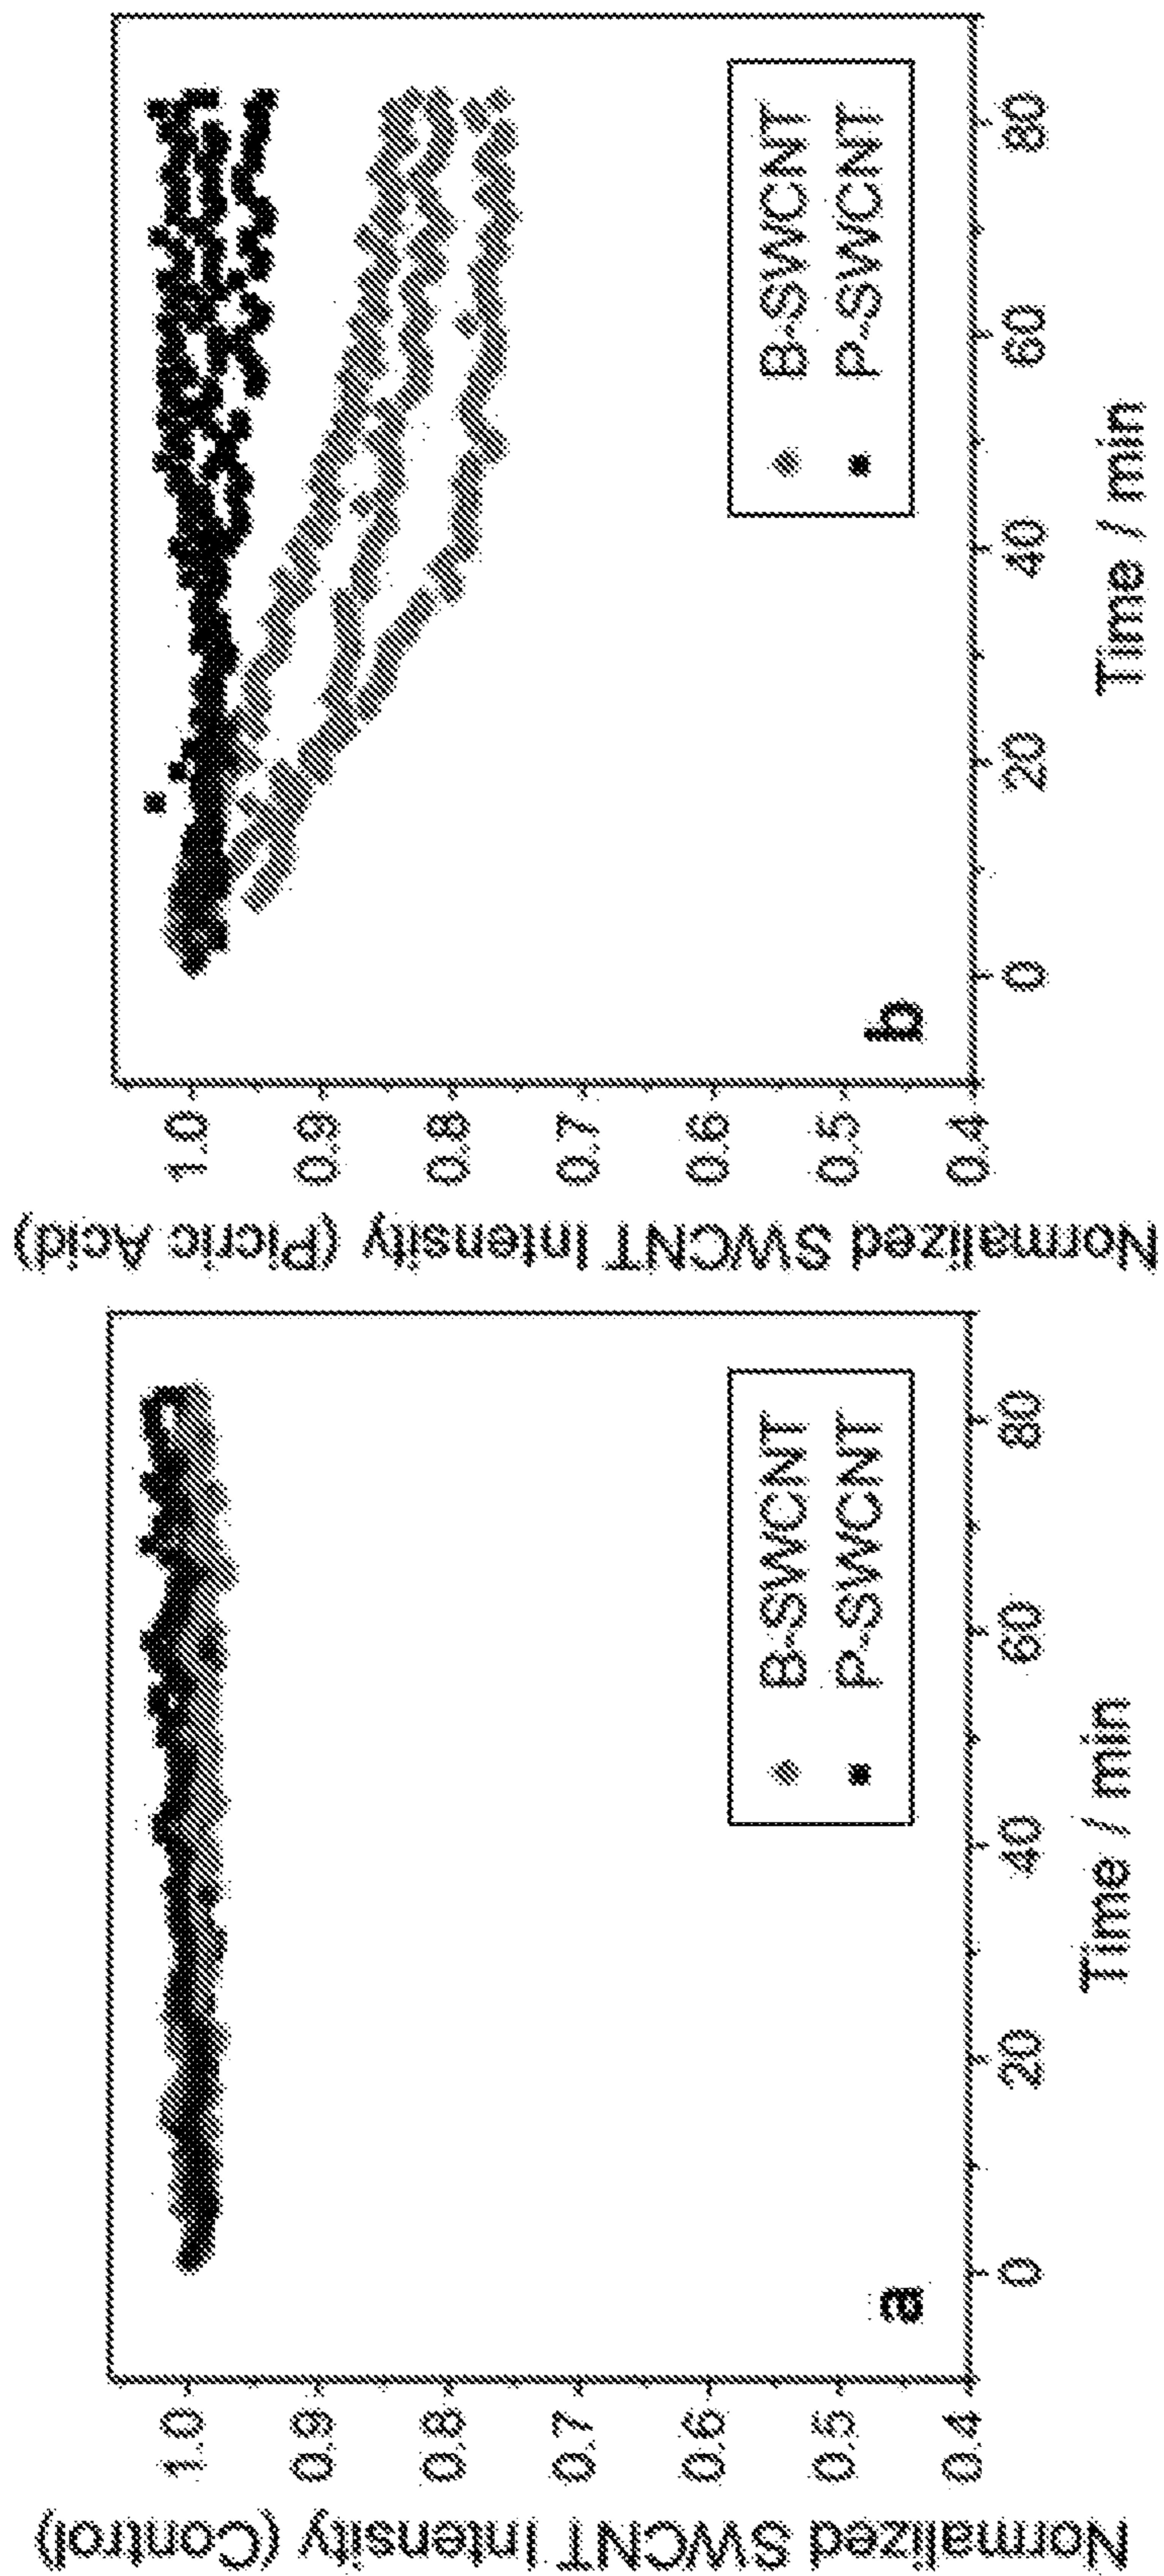 Normalized SWCNT Intensity (Control)
1.0
0.9
0.8
0.7
0.6
0.5
0.4
a
B-SWCNT
P-SWCNT
0
20
40
60
80
Time / min
Normalized SWCNT Intensity (Picric Acid)
1.0
0.9
0.8
0.7
0.6
0.5
0.4
b
B-SWCNT
P-SWCNT
0
20
40
60
80
Time / min